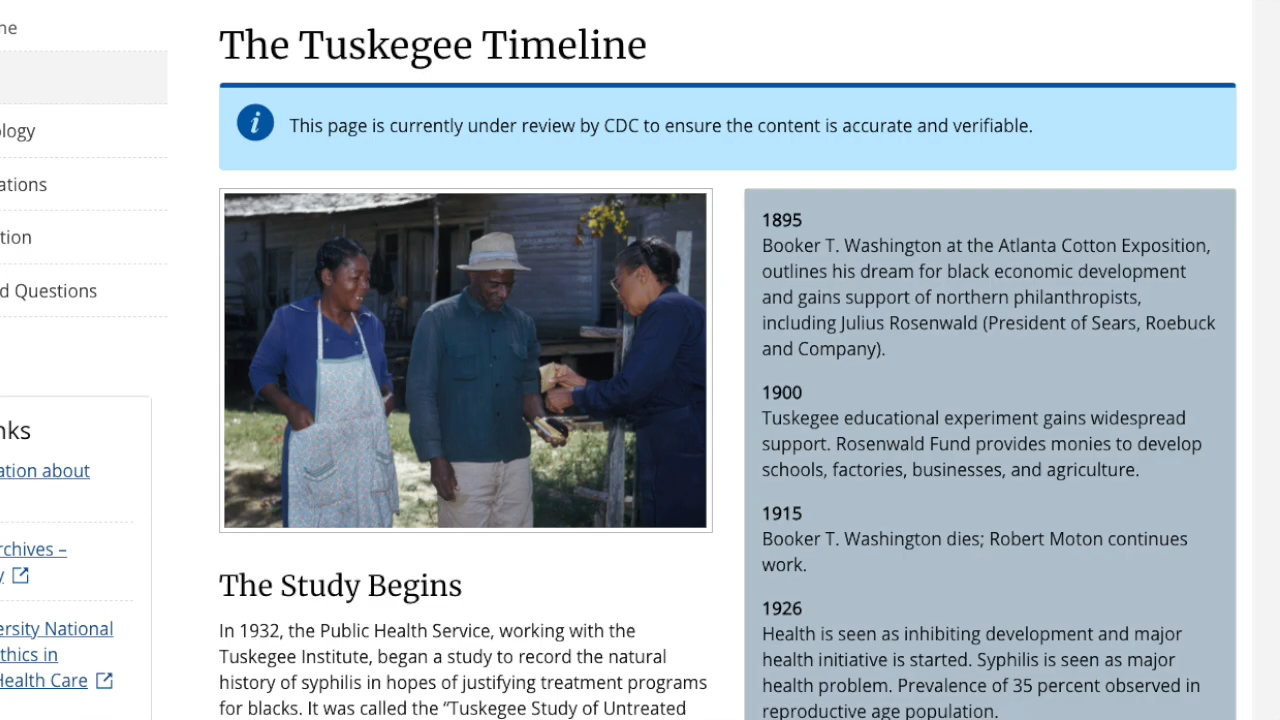 The Tuskegee Timeline
This page is currently under review by CDC to ensure the content is accurate and verifiable.
ne
ology
ations
tion
d Questions
nks
ation about
rchives –
y
ersity National
thics in
Health Care
The Study Begins
In 1932, the Public Health Service, working with the
Tuskegee Institute, began a study to record the natural
history of syphilis in hopes of justifying treatment programs
for blacks. It was called the “Tuskegee Study of Untreated
1895
Booker T. Washington at the Atlanta Cotton Exposition,
outlines his dream for black economic development
and gains support of northern philanthropists,
including Julius Rosenwald (President of Sears, Roebuck
and Company).
1900
Tuskegee educational experiment gains widespread
support. Rosenwald Fund provides monies to develop
schools, factories, businesses, and agriculture.
1915
Booker T. Washington dies; Robert Moton continues
work.
1926
Health is seen as inhibiting development and major
health initiative is started. Syphilis is seen as major
health problem. Prevalence of 35 percent observed in
reproductive age population.